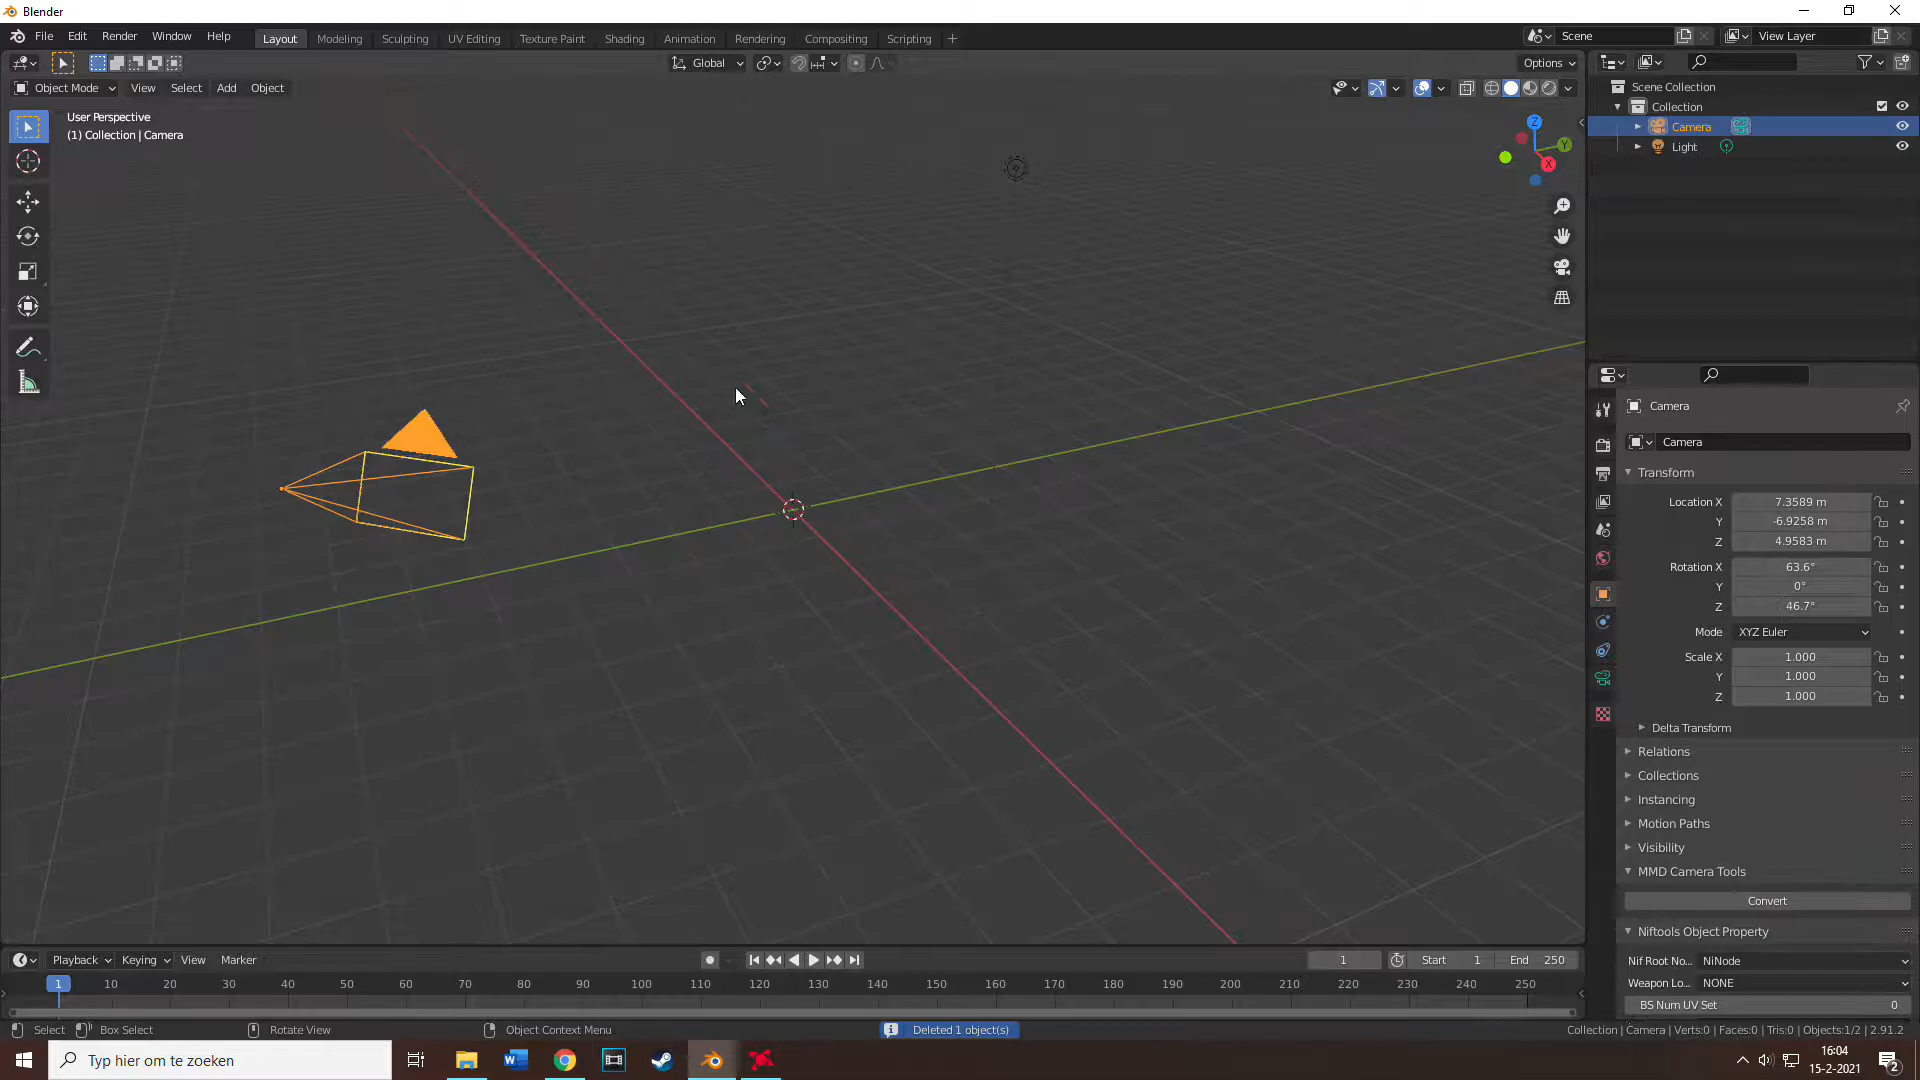 Blender
File Edit Render Window Help
Layout Modeling Sculpting UV Editing Texture Paint Shading Animation Rendering Compositing Scripting +
Scene View Layer
Global Options
Object Mode View Select Add Object
User Perspective
(1) Collection | Camera
Z
Y
X
Scene Collection
Collection
Camera
Light
Camera
Camera
Transform
Location X 7.3589 m
Y -6.9258 m
Z 4.9583 m
Rotation X 63.6°
Y 0°
Z 46.7°
Mode XYZ Euler
Scale X 1.000
Y 1.000
Z 1.000
Delta Transform
Relations
Collections
Instancing
Motion Paths
Visibility
MMD Camera Tools
Convert
Niftools Object Property
Nif Root No... NiNode
Weapon Lo... NONE
BS Num UV Set 0
Playback Keying View Marker 1 Start 1 End 250
1 10 20 30 40 50 60 70 80 90 100 110 120 130 140 150 160 170 180 190 200 210 220 230 240 250
Select Box Select Rotate View Object Context Menu Deleted 1 object(s) Collection | Camera | Verts:0 | Faces:0 | Tris:0 | Objects:1/2 | 2.91.2
Typ hier om te zoeken
16:04
15-2-2021
2